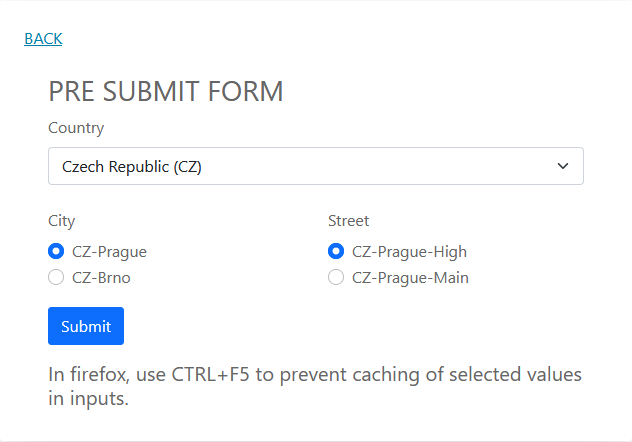 BACK
PRE SUBMIT FORM
Country
Czech Republic (CZ)
City
CZ-Prague
CZ-Brno
Street
CZ-Prague-High
CZ-Prague-Main
Submit
In firefox, use CTRL+F5 to prevent caching of selected values
in inputs.